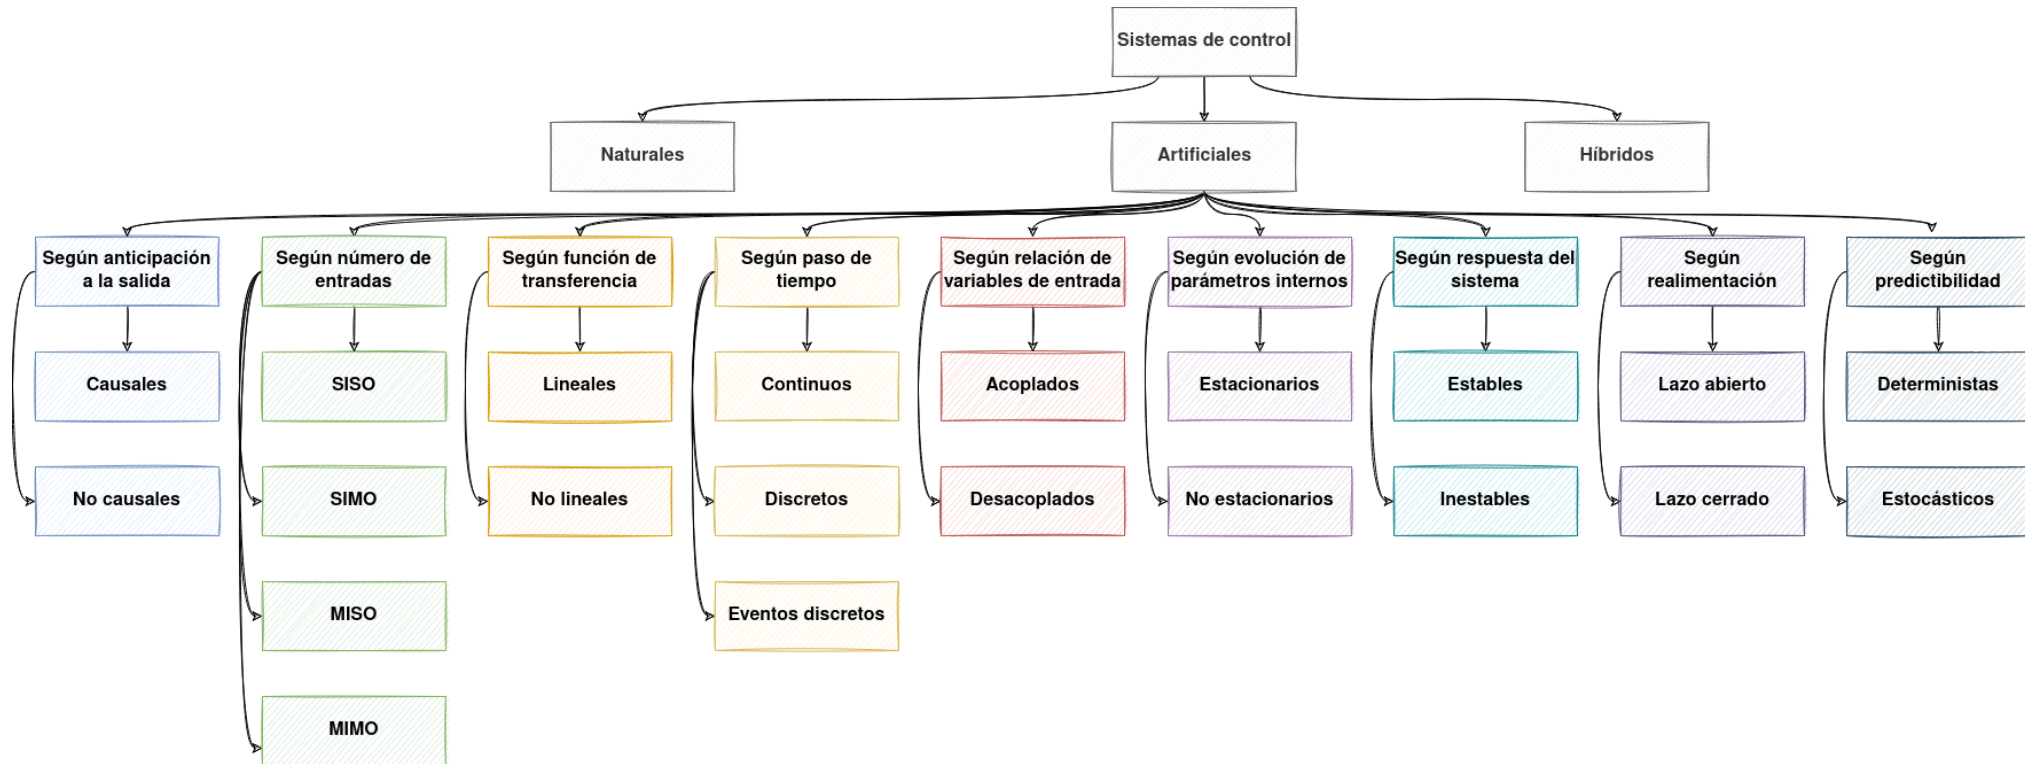 Sistemas de control
Naturales
Artificiales
Híbridos
Según anticipación
a la salida
Según número de
entradas
Según función de
transferencia
Según paso de
tiempo
Según relación de
variables de entrada
Según evolución de
parámetros internos
Según respuesta del
sistema
Según
realimentación
Según
predictibilidad
Causales
SISO
Lineales
Continuos
Acoplados
Estacionarios
Estables
Lazo abierto
Deterministas
No causales
SIMO
No lineales
Discretos
Desacoplados
No estacionarios
Inestables
Lazo cerrado
Estocásticos
MISO
Eventos discretos
MIMO